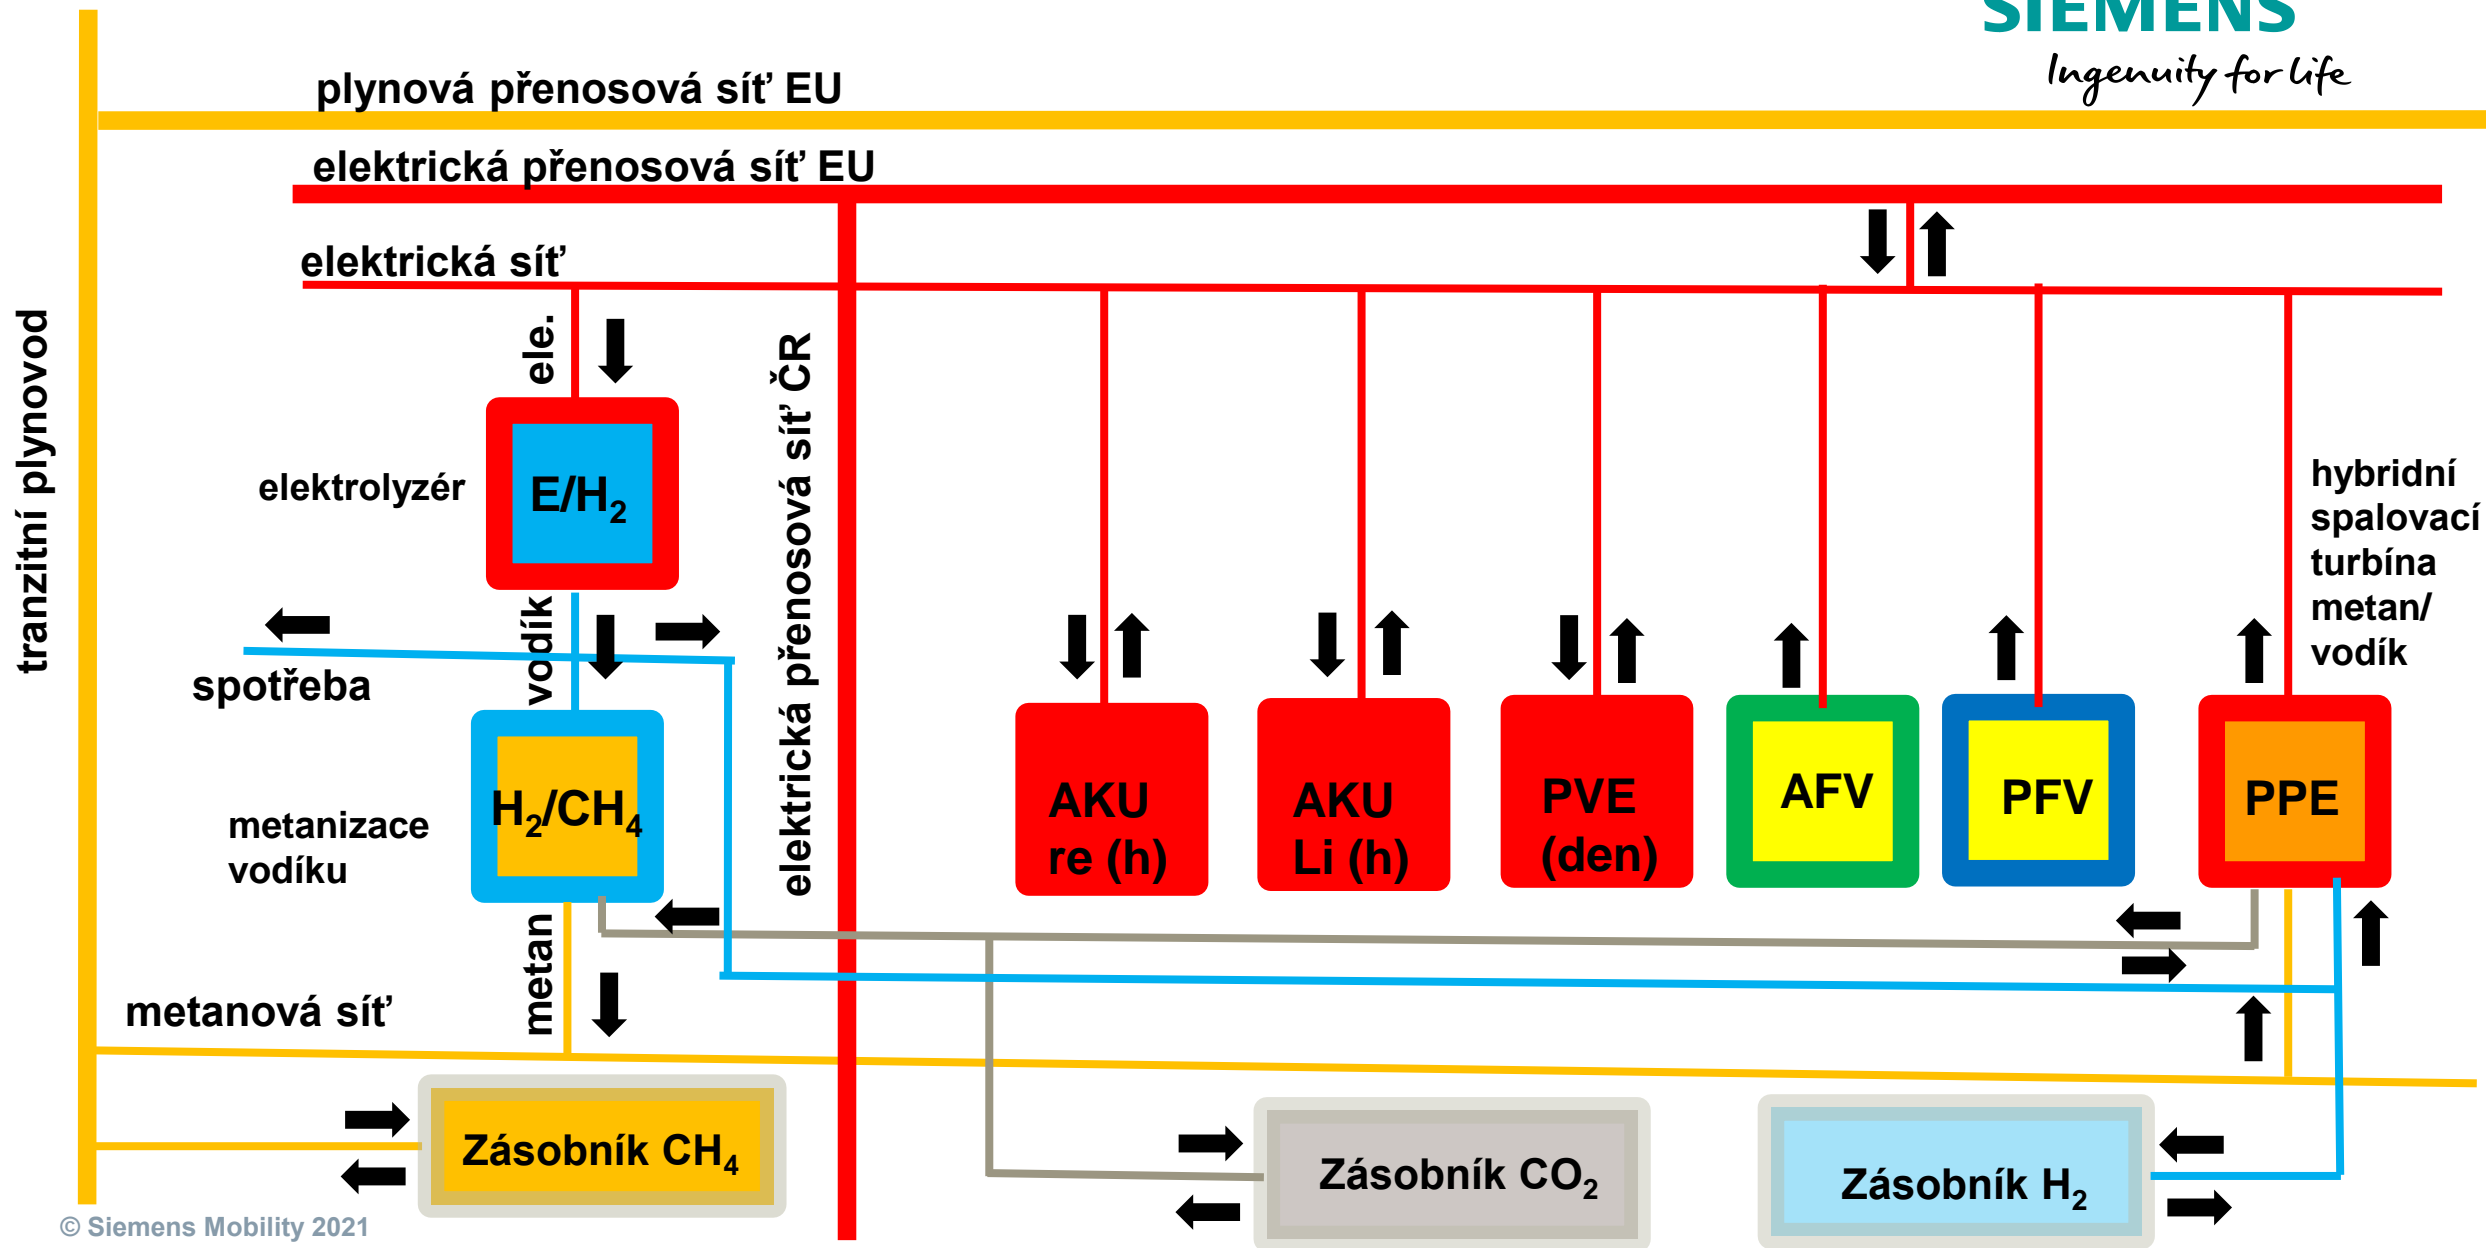 SIEMENS
Ingenuity for life
plynová přenosová síť EU
elektrická přenosová síť EU
elektrická síť
tranzitní plynovod
ele.
elektrická přenosová síť ČR
elektrolyzér
E/H₂
hybridní
spalovací
turbína
metan/
vodík
vodík
spotřeba
metanizace
vodíku
H₂/CH₄
AKU
re (h)
AKU
Li (h)
PVE
(den)
AFV
PFV
PPE
metan
metanová síť
Zásobník CH₄
Zásobník CO₂
Zásobník H₂
© Siemens Mobility 2021